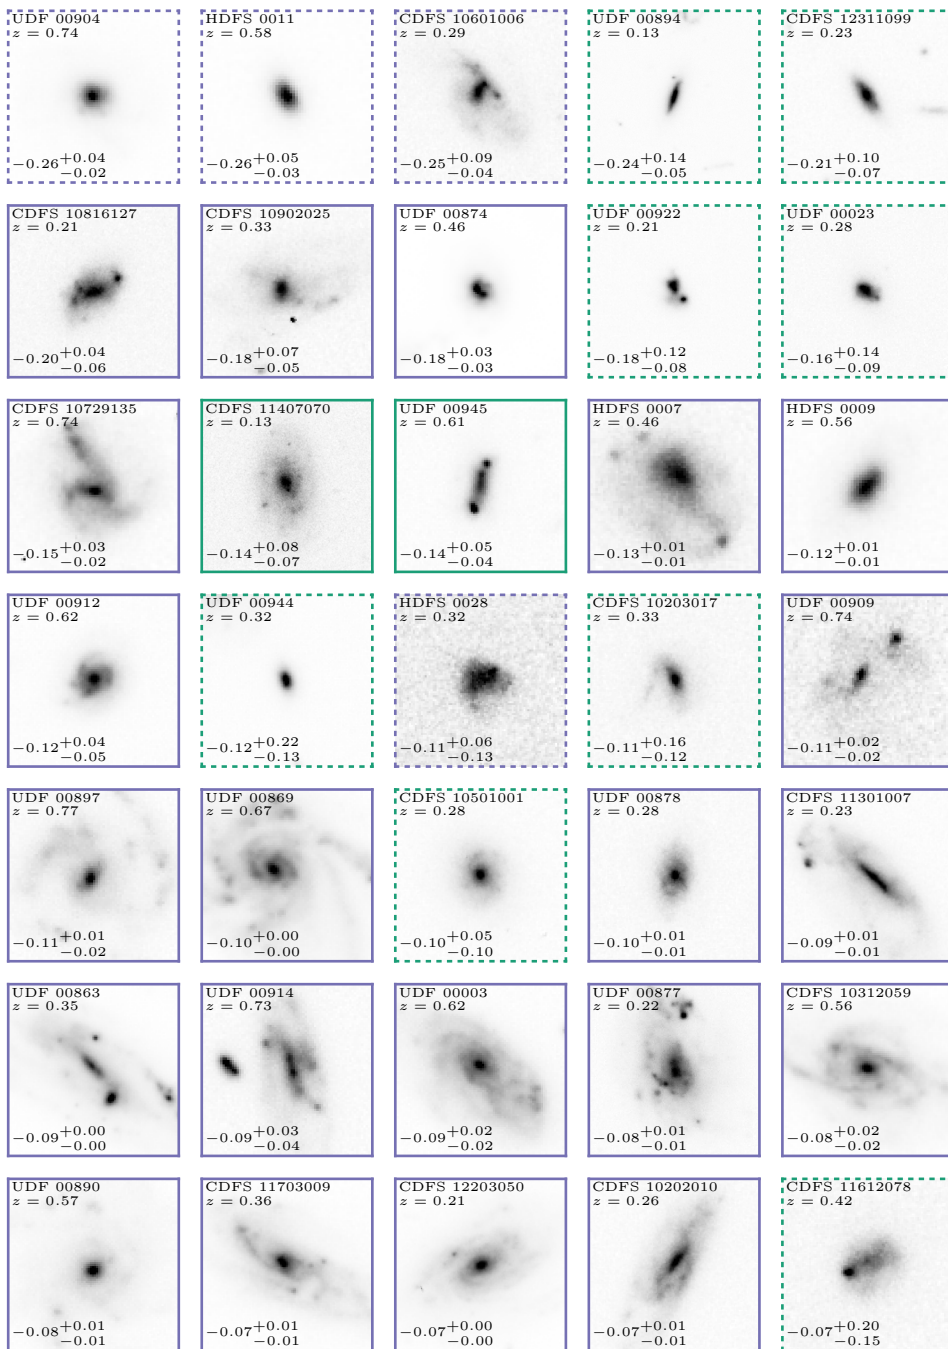 UDF 00904
z = 0.74
−0.26+0.04
−0.02
HDFS 0011
z = 0.58
−0.26+0.05
−0.03
CDFS 10601006
z = 0.29
−0.25+0.09
−0.04
UDF 00894
z = 0.13
−0.24+0.14
−0.05
CDFS 12311099
z = 0.23
−0.21+0.10
−0.07
CDFS 10816127
z = 0.21
−0.20+0.04
−0.06
CDFS 10902025
z = 0.33
−0.18+0.07
−0.05
UDF 00874
z = 0.46
−0.18+0.03
−0.03
UDF 00922
z = 0.21
−0.18+0.12
−0.08
UDF 00023
z = 0.28
−0.16+0.14
−0.09
CDFS 10729135
z = 0.74
−0.15+0.03
−0.02
CDFS 11407070
z = 0.13
−0.14+0.08
−0.07
UDF 00945
z = 0.61
−0.14+0.05
−0.04
HDFS 0007
z = 0.46
−0.13+0.01
−0.01
HDFS 0009
z = 0.56
−0.12+0.01
−0.01
UDF 00912
z = 0.62
−0.12+0.04
−0.05
UDF 00944
z = 0.32
−0.12+0.22
−0.13
HDFS 0028
z = 0.32
−0.11+0.06
−0.13
CDFS 10203017
z = 0.33
−0.11+0.16
−0.12
UDF 00909
z = 0.74
−0.11+0.02
−0.02
UDF 00897
z = 0.77
−0.11+0.01
−0.02
UDF 00869
z = 0.67
−0.10+0.00
−0.00
CDFS 10501001
z = 0.28
−0.10+0.05
−0.10
UDF 00878
z = 0.28
−0.10+0.01
−0.01
CDFS 11301007
z = 0.23
−0.09+0.01
−0.01
UDF 00863
z = 0.35
−0.09+0.00
−0.00
UDF 00914
z = 0.73
−0.09+0.03
−0.04
UDF 00003
z = 0.62
−0.09+0.02
−0.02
UDF 00877
z = 0.22
−0.08+0.01
−0.01
CDFS 10312059
z = 0.56
−0.08+0.02
−0.02
UDF 00890
z = 0.57
−0.08+0.01
−0.01
CDFS 11703009
z = 0.36
−0.07+0.01
−0.01
CDFS 12203050
z = 0.21
−0.07+0.00
−0.00
CDFS 10202010
z = 0.26
−0.07+0.01
−0.01
CDFS 11612078
z = 0.42
−0.07+0.20
−0.15